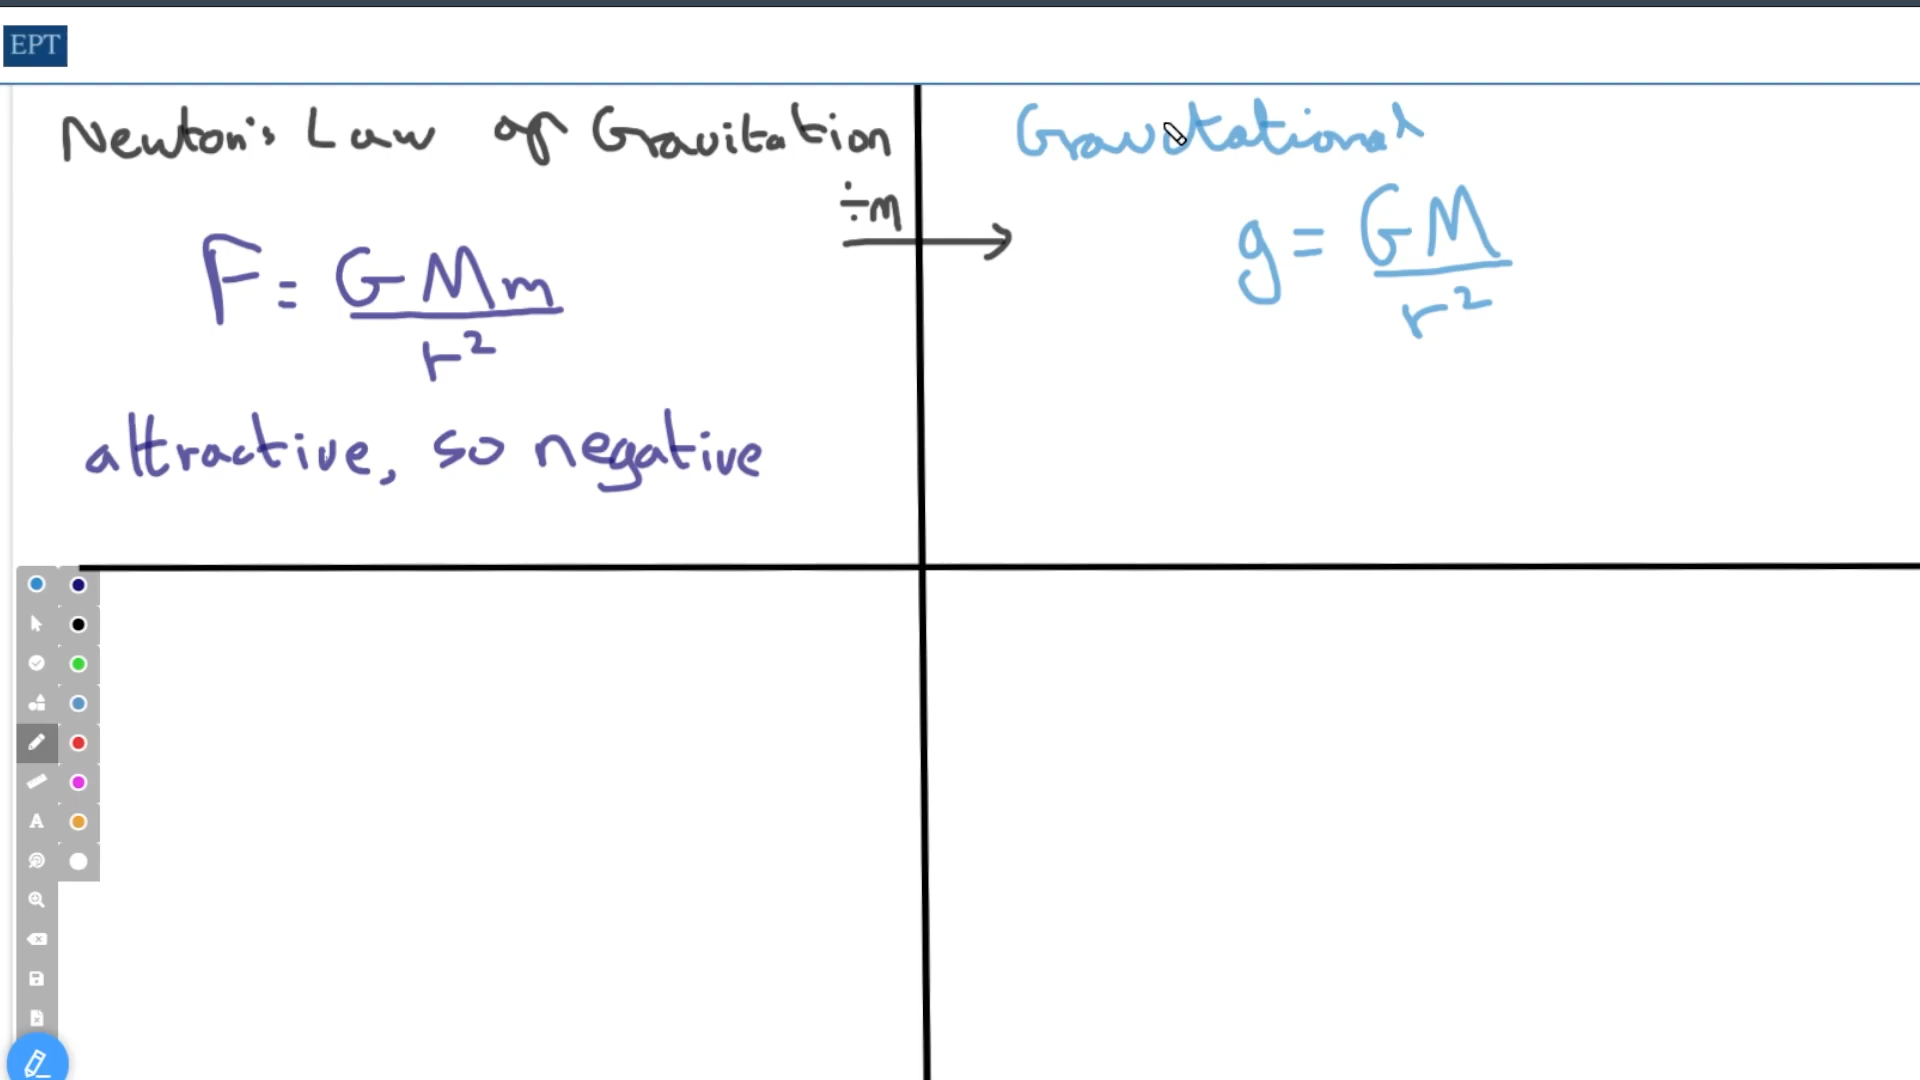 EPT
Newton's Law of Gravitation
÷m
F = GMm
r²
attractive, so negative
Gravitational
g = GM
r²
A